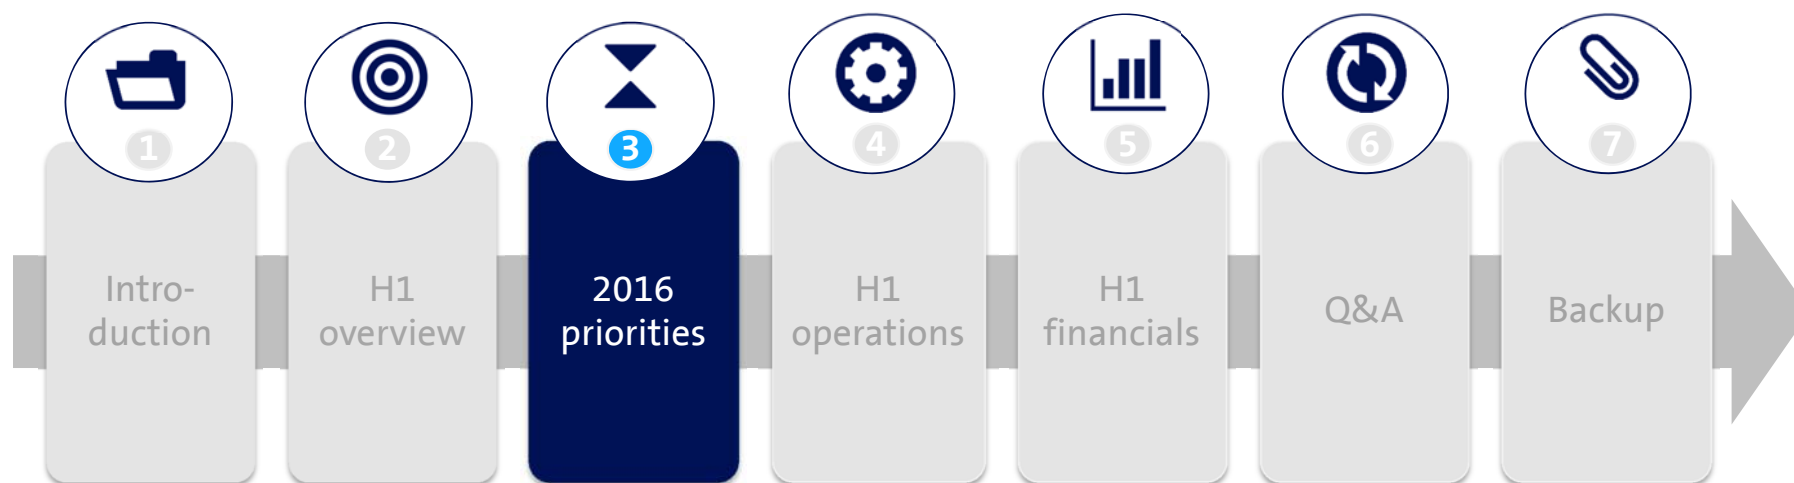 1
Intro-
duction
2
H1
overview
3
2016
priorities
4
H1
operations
5
H1
financials
6
Q&A
7
Backup